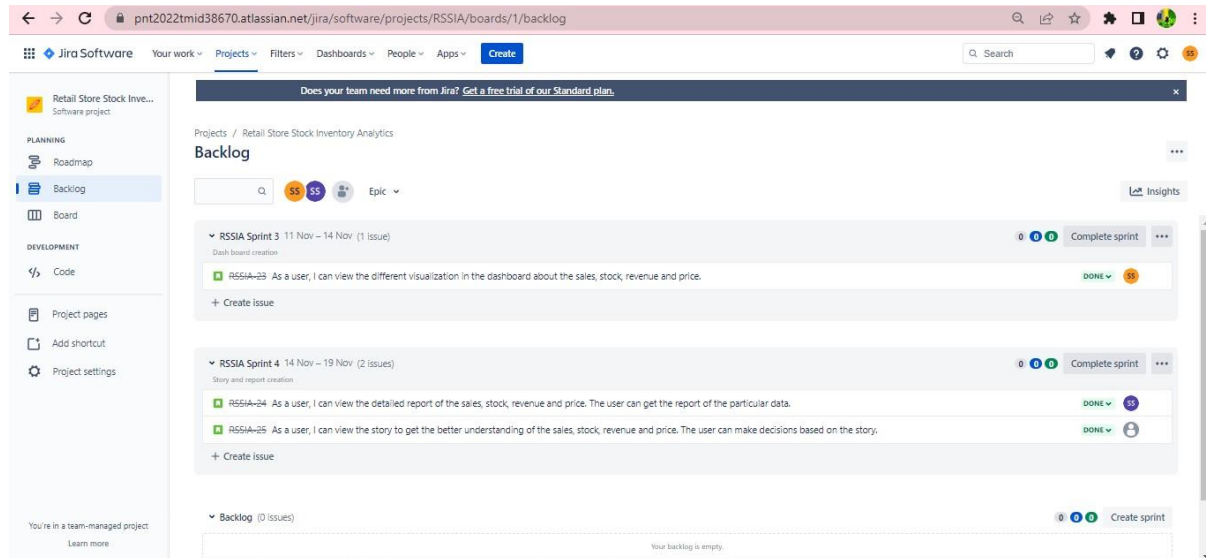 pnt2022tmid38670.atlassian.net/jira/software/projects/RSSIA/boards/1/backlog
Jira Software Your work Projects Filters Dashboards People Apps Create Search SS
Does your team need more from Jira? Get a free trial of our Standard plan.
Retail Store Stock Inve...
Software project
PLANNING
Roadmap
Backlog
Board
DEVELOPMENT
Code
Project pages
Add shortcut
Project settings
You're in a team-managed project
Learn more
Projects / Retail Store Stock Inventory Analytics
Backlog
SS SS Epic Insights
RSSIA Sprint 3 11 Nov – 14 Nov (1 issue) 0 0 0 Complete sprint
Dash board creation
RSSIA-23 As a user, I can view the different visualization in the dashboard about the sales, stock, revenue and price. DONE SS
+ Create issue
RSSIA Sprint 4 14 Nov – 19 Nov (2 issues) 0 0 0 Complete sprint
Story and report creation
RSSIA-24 As a user, I can view the detailed report of the sales, stock, revenue and price. The user can get the report of the particular data. DONE SS
RSSIA-25 As a user, I can view the story to get the better understanding of the sales, stock, revenue and price. The user can make decisions based on the story. DONE
+ Create issue
Backlog (0 issues) 0 0 0 Create sprint
Your backlog is empty.